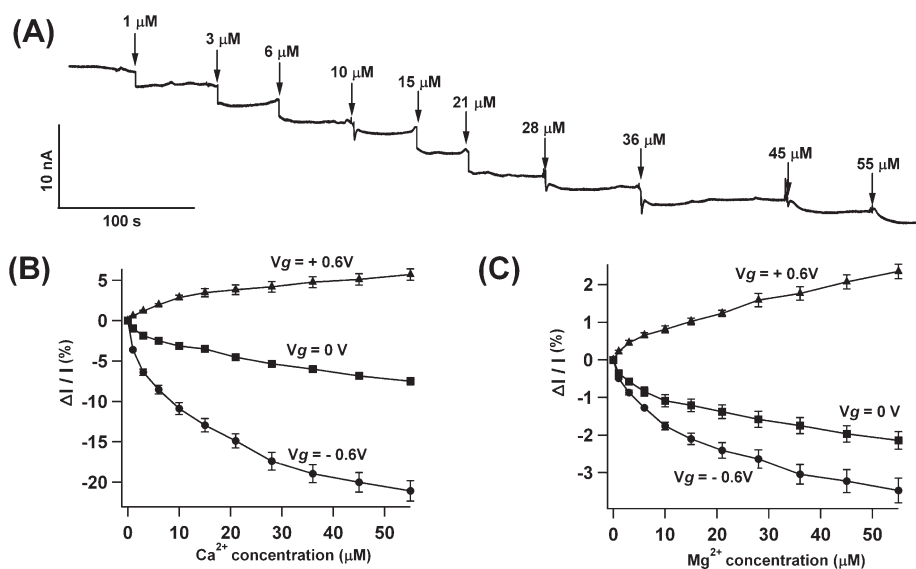 (A)
1 μM
3 μM
6 μM
10 μM
15 μM
21 μM
28 μM
36 μM
45 μM
55 μM
10 nA
100 s
(B)
Vg = + 0.6V
Vg = 0 V
Vg = - 0.6V
5
0
-5
-10
-15
-20
ΔI / I (%)
0 10 20 30 40 50
Ca²⁺ concentration (μM)
(C)
Vg = + 0.6V
Vg = 0 V
Vg = - 0.6V
2
1
0
-1
-2
-3
ΔI / I (%)
0 10 20 30 40 50
Mg²⁺ concentration (μM)